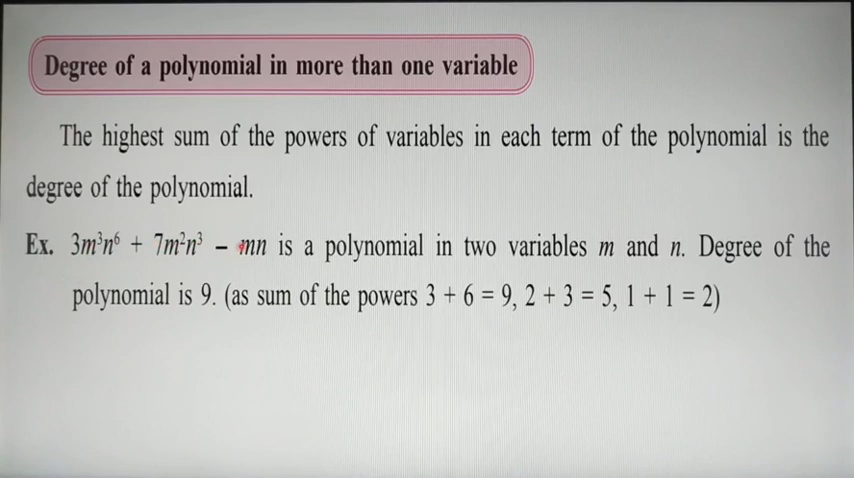 Degree of a polynomial in more than one variable
The highest sum of the powers of variables in each term of the polynomial is the
degree of the polynomial.
Ex. 3m³n⁶ + 7m²n³ – mn is a polynomial in two variables m and n. Degree of the
polynomial is 9. (as sum of the powers 3 + 6 = 9, 2 + 3 = 5, 1 + 1 = 2)